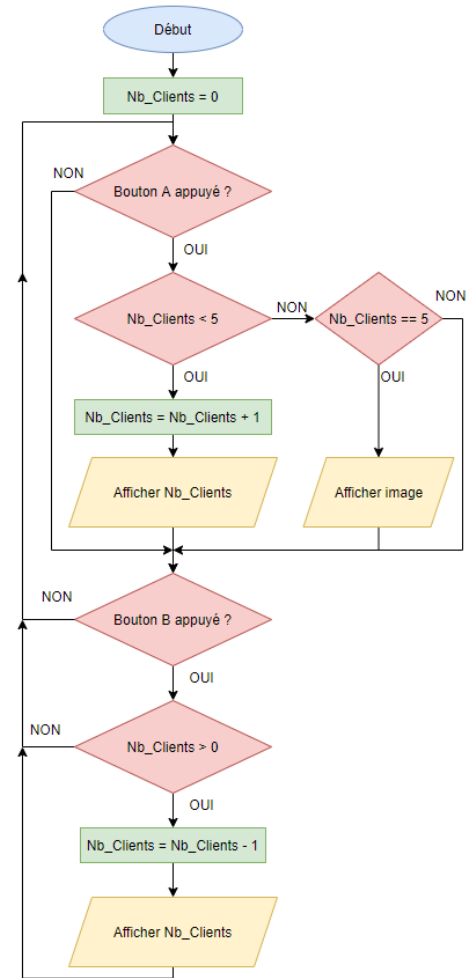 Début
Nb_Clients = 0
NON
Bouton A appuyé ?
OUI
Nb_Clients < 5
NON
Nb_Clients == 5
NON
OUI
OUI
Nb_Clients = Nb_Clients + 1
Afficher Nb_Clients
Afficher image
NON
Bouton B appuyé ?
OUI
NON
Nb_Clients > 0
OUI
Nb_Clients = Nb_Clients - 1
Afficher Nb_Clients